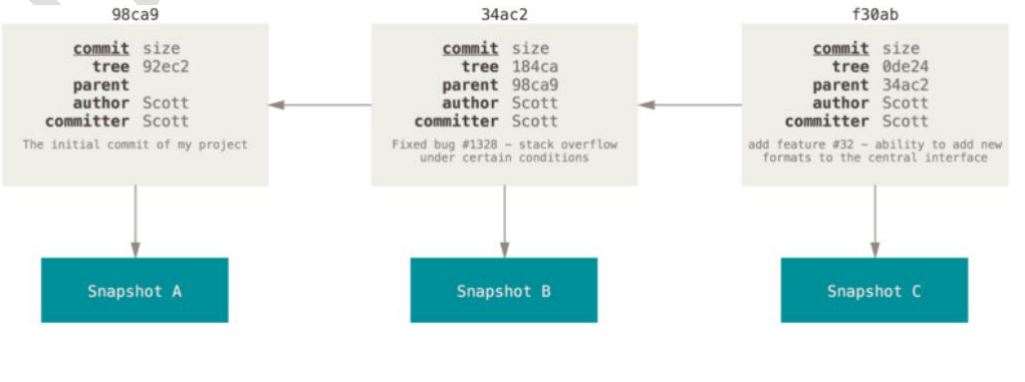 98ca9
commit size
tree 92ec2
parent
author Scott
committer Scott
The initial commit of my project
Snapshot A
34ac2
commit size
tree 184ca
parent 98ca9
author Scott
committer Scott
Fixed bug #1328 – stack overflow
under certain conditions
Snapshot B
f30ab
commit size
tree 0de24
parent 34ac2
author Scott
committer Scott
add feature #32 – ability to add new
formats to the central interface
Snapshot C